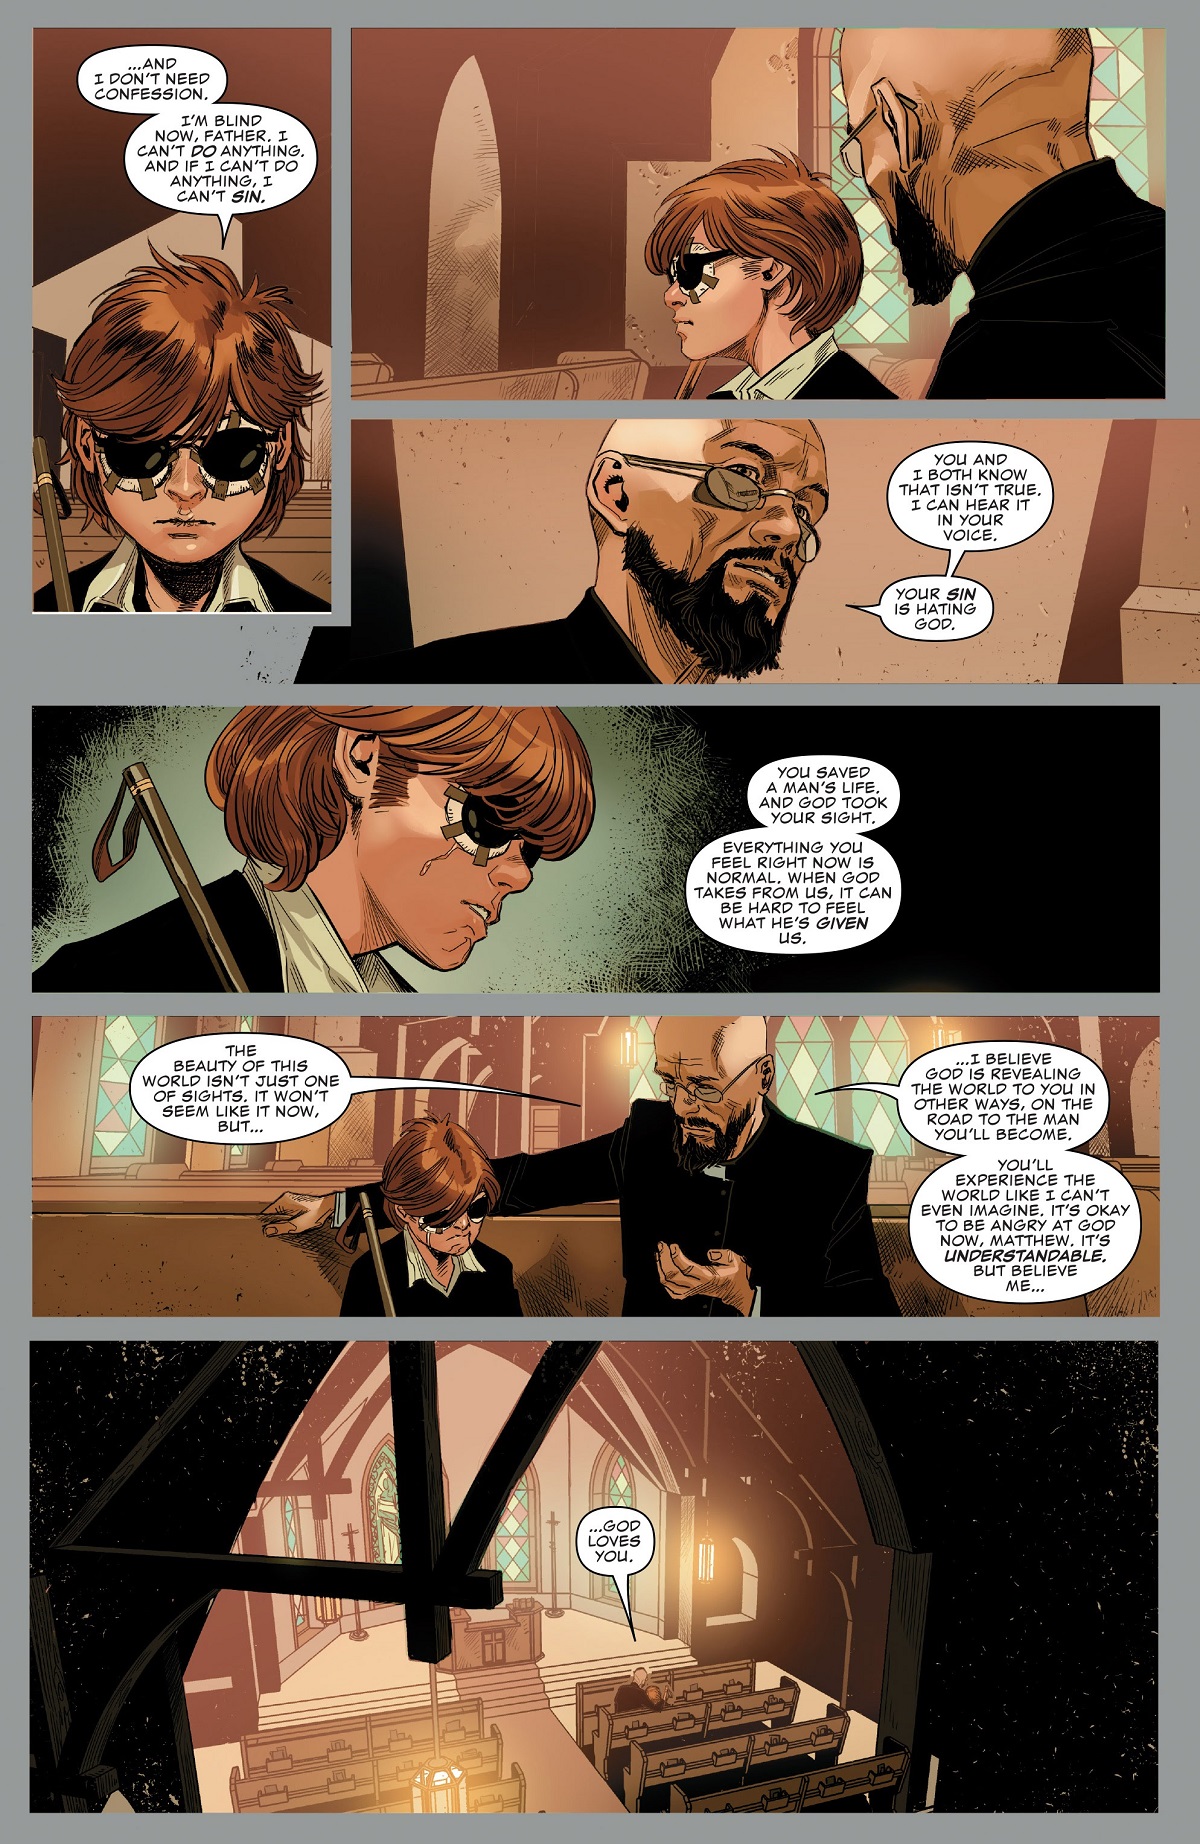 ...AND
I DON'T NEED
CONFESSION.
I'M BLIND
NOW, FATHER. I
CAN'T DO ANYTHING.
AND IF I CAN'T DO
ANYTHING, I
CAN'T SIN.
YOU AND
I BOTH KNOW
THAT ISN'T TRUE.
I CAN HEAR IT
IN YOUR
VOICE.
YOUR SIN
IS HATING
GOD.
YOU SAVED
A MAN'S LIFE.
AND GOD TOOK
YOUR SIGHT.
EVERYTHING YOU
FEEL RIGHT NOW IS
NORMAL. WHEN GOD
TAKES FROM US, IT CAN
BE HARD TO FEEL
WHAT HE'S GIVEN
US.
THE
BEAUTY OF THIS
WORLD ISN'T JUST ONE
OF SIGHTS. IT WON'T
SEEM LIKE IT NOW,
BUT...
...I BELIEVE
GOD IS REVEALING
THE WORLD TO YOU IN
OTHER WAYS, ON THE
ROAD TO THE MAN
YOU'LL BECOME.
YOU'LL
EXPERIENCE THE
WORLD LIKE I CAN'T
EVEN IMAGINE. IT'S OKAY
TO BE ANGRY AT GOD
NOW, MATTHEW. IT'S
UNDERSTANDABLE.
BUT BELIEVE
ME...
...GOD
LOVES
YOU.